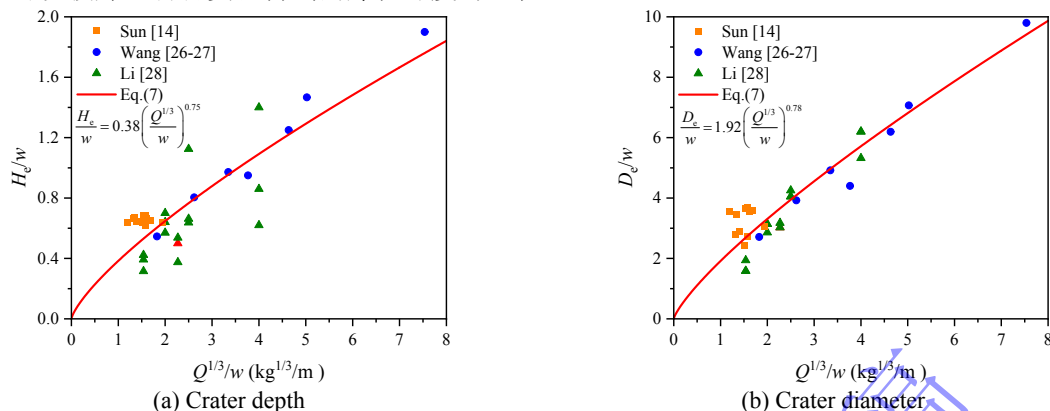 2.0
1.6
1.2
0.8
0.4
0.0
0 1 2 3 4 5 6 7 8
Sun [14]
Wang [26-27]
Li [28]
Eq.(7)
H_e/w = 0.38(Q^{1/3}/w)^{0.75}
H_e/w
Q^{1/3}/w (kg^{1/3}/m )
(a) Crater depth
10
8
6
4
2
0
0 1 2 3 4 5 6 7 8
Sun [14]
Wang [26-27]
Li [28]
Eq.(7)
D_e/w = 1.92(Q^{1/3}/w)^{0.78}
D_e/w
Q^{1/3}/w (kg^{1/3}/m )
(b) Crater diameter